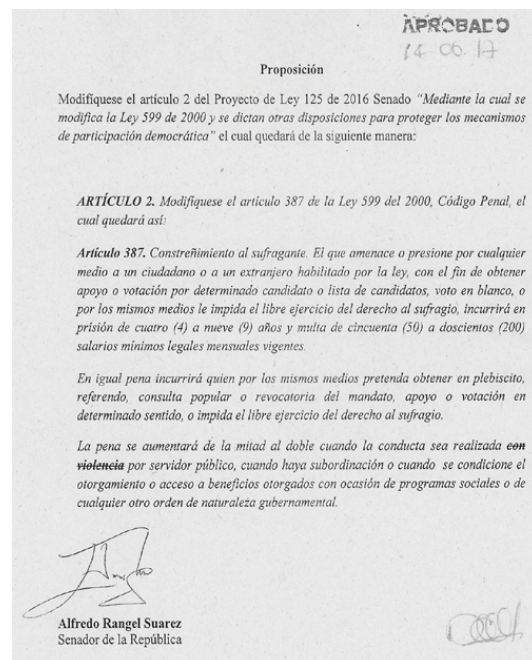 APROBADO
14-06.17
Proposición
Modifíquese el artículo 2 del Proyecto de Ley 125 de 2016 Senado "Mediante la cual se
modifica la Ley 599 de 2000 y se dictan otras disposiciones para proteger los mecanismos
de participación democrática" el cual quedará de la siguiente manera:
ARTÍCULO 2. Modifíquese el artículo 387 de la Ley 599 del 2000, Código Penal, el
cual quedará así:
Artículo 387. Constreñimiento al sufragante. El que amenace o presione por cualquier
medio a un ciudadano o a un extranjero habilitado por la ley, con el fin de obtener
apoyo o votación por determinado candidato o lista de candidatos, voto en blanco, o
por los mismos medios le impida el libre ejercicio del derecho al sufragio, incurrirá en
prisión de cuatro (4) a nueve (9) años y multa de cincuenta (50) a doscientos (200)
salarios mínimos legales mensuales vigentes.
En igual pena incurrirá quien por los mismos medios pretenda obtener en plebiscito,
referendo, consulta popular o revocatoria del mandato, apoyo o votación en
determinado sentido, o impida el libre ejercicio del derecho al sufragio.
La pena se aumentará de la mitad al doble cuando la conducta sea realizada con
violencia por servidor público, cuando haya subordinación o cuando se condicione el
otorgamiento o acceso a beneficios otorgados con ocasión de programas sociales o de
cualquier otro orden de naturaleza gubernamental.
Alfredo Rangel Suarez
Senador de la República